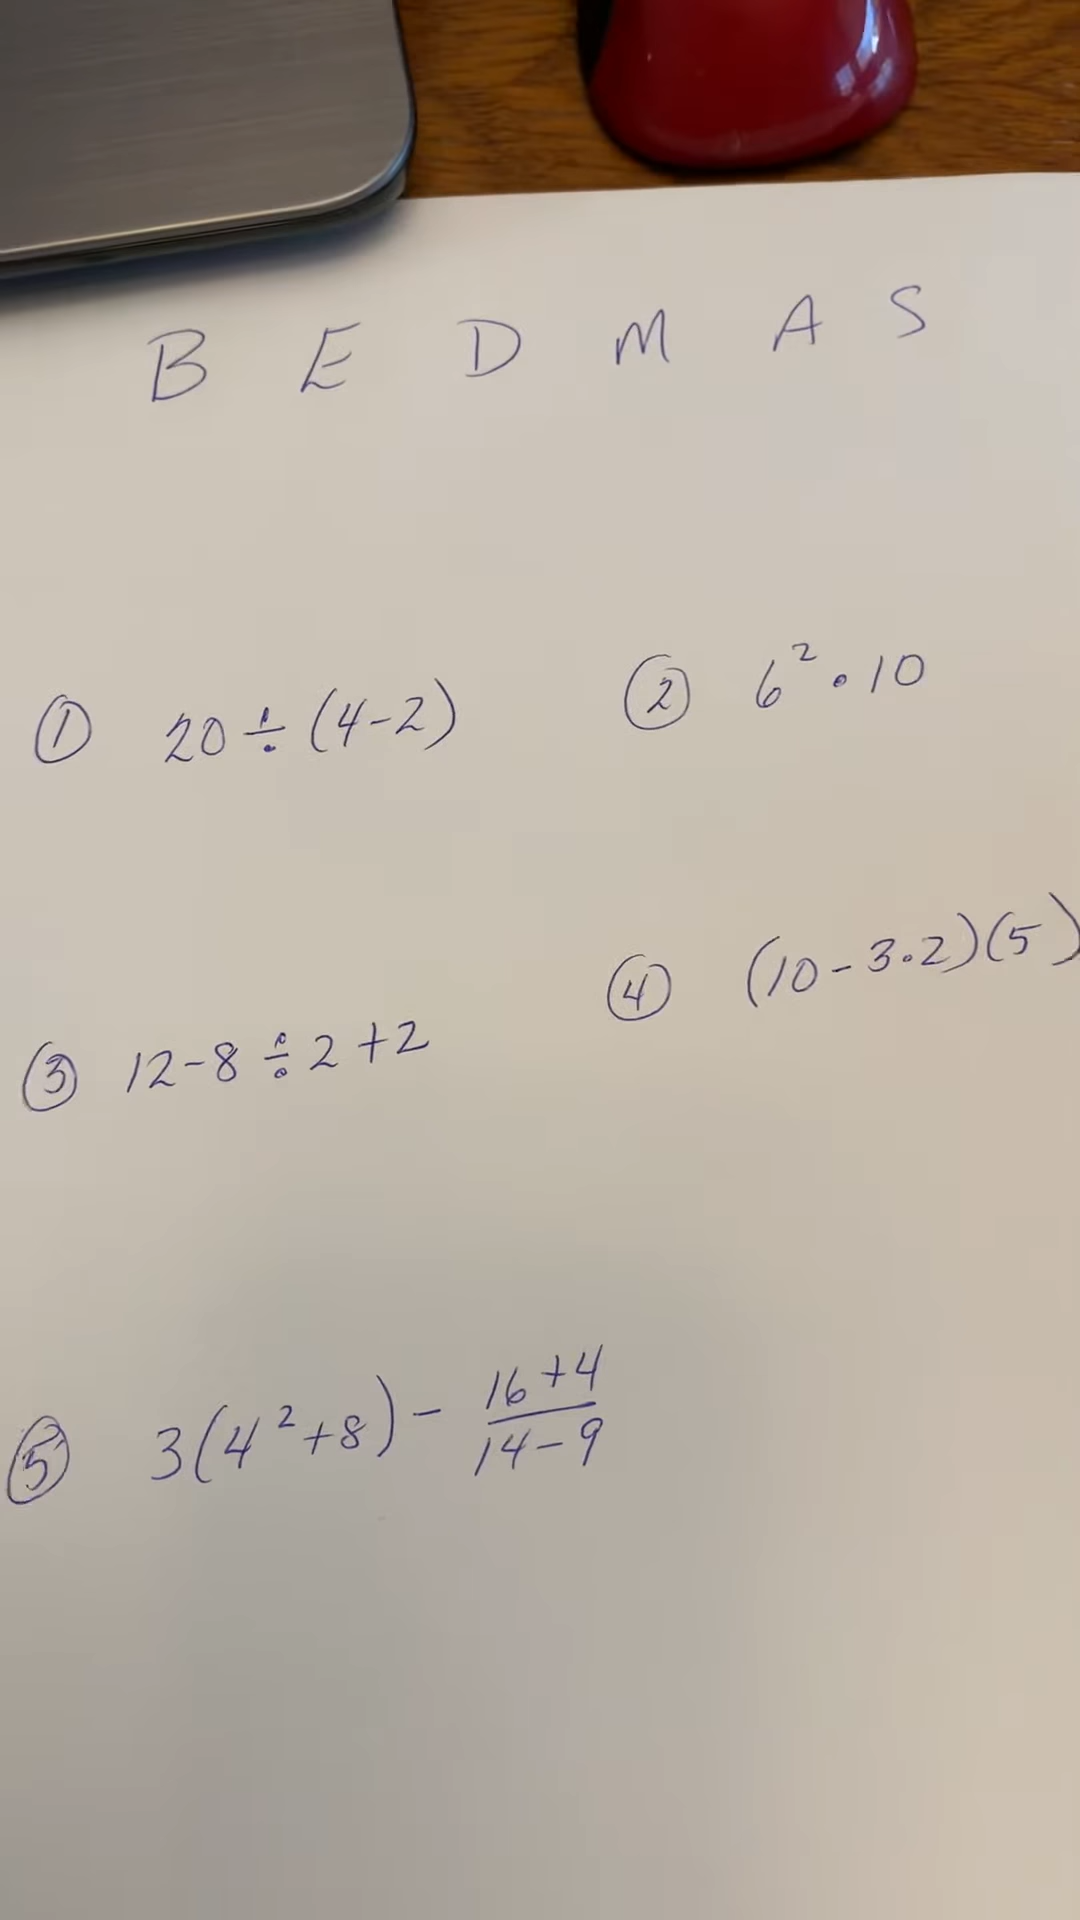 B E D M A S
① 20 ÷ (4-2)
② 6² • 10
③ 12-8 ÷ 2 +2
④ (10 - 3•2)(5)
⑤ 3(4² +8) - 16+4
14-9